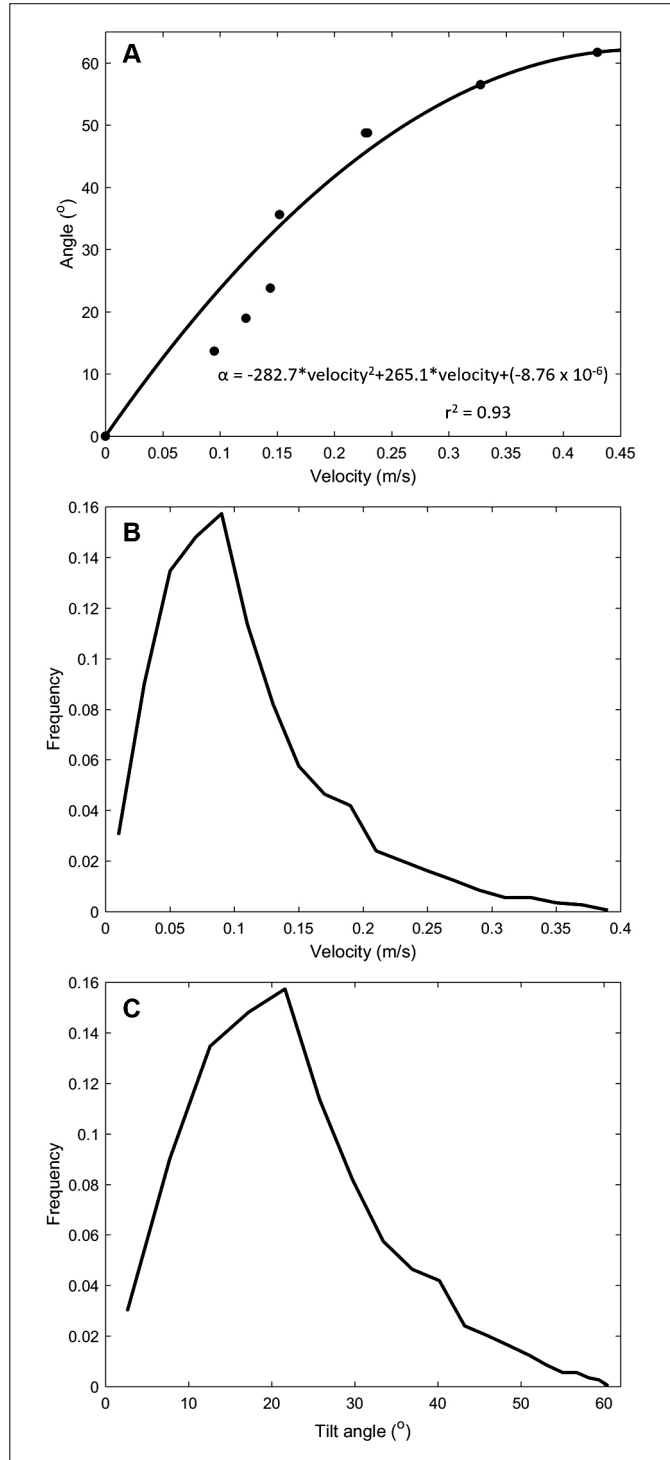 A
60
50
40
30
20
10
0
Angle (°)
α = -282.7*velocity²+265.1*velocity+(-8.76 x 10⁻⁶)
r² = 0.93
0 0.05 0.1 0.15 0.2 0.25 0.3 0.35 0.4 0.45
Velocity (m/s)
B
0.16
0.14
0.12
0.1
0.08
0.06
0.04
0.02
0
Frequency
0 0.05 0.1 0.15 0.2 0.25 0.3 0.35 0.4
Velocity (m/s)
C
0.16
0.14
0.12
0.1
0.08
0.06
0.04
0.02
0
Frequency
0 10 20 30 40 50 60
Tilt angle (°)